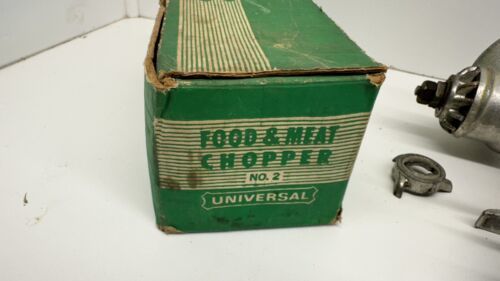 FOOD & MEAT
CHOPPER
NO. 2
UNIVERSAL